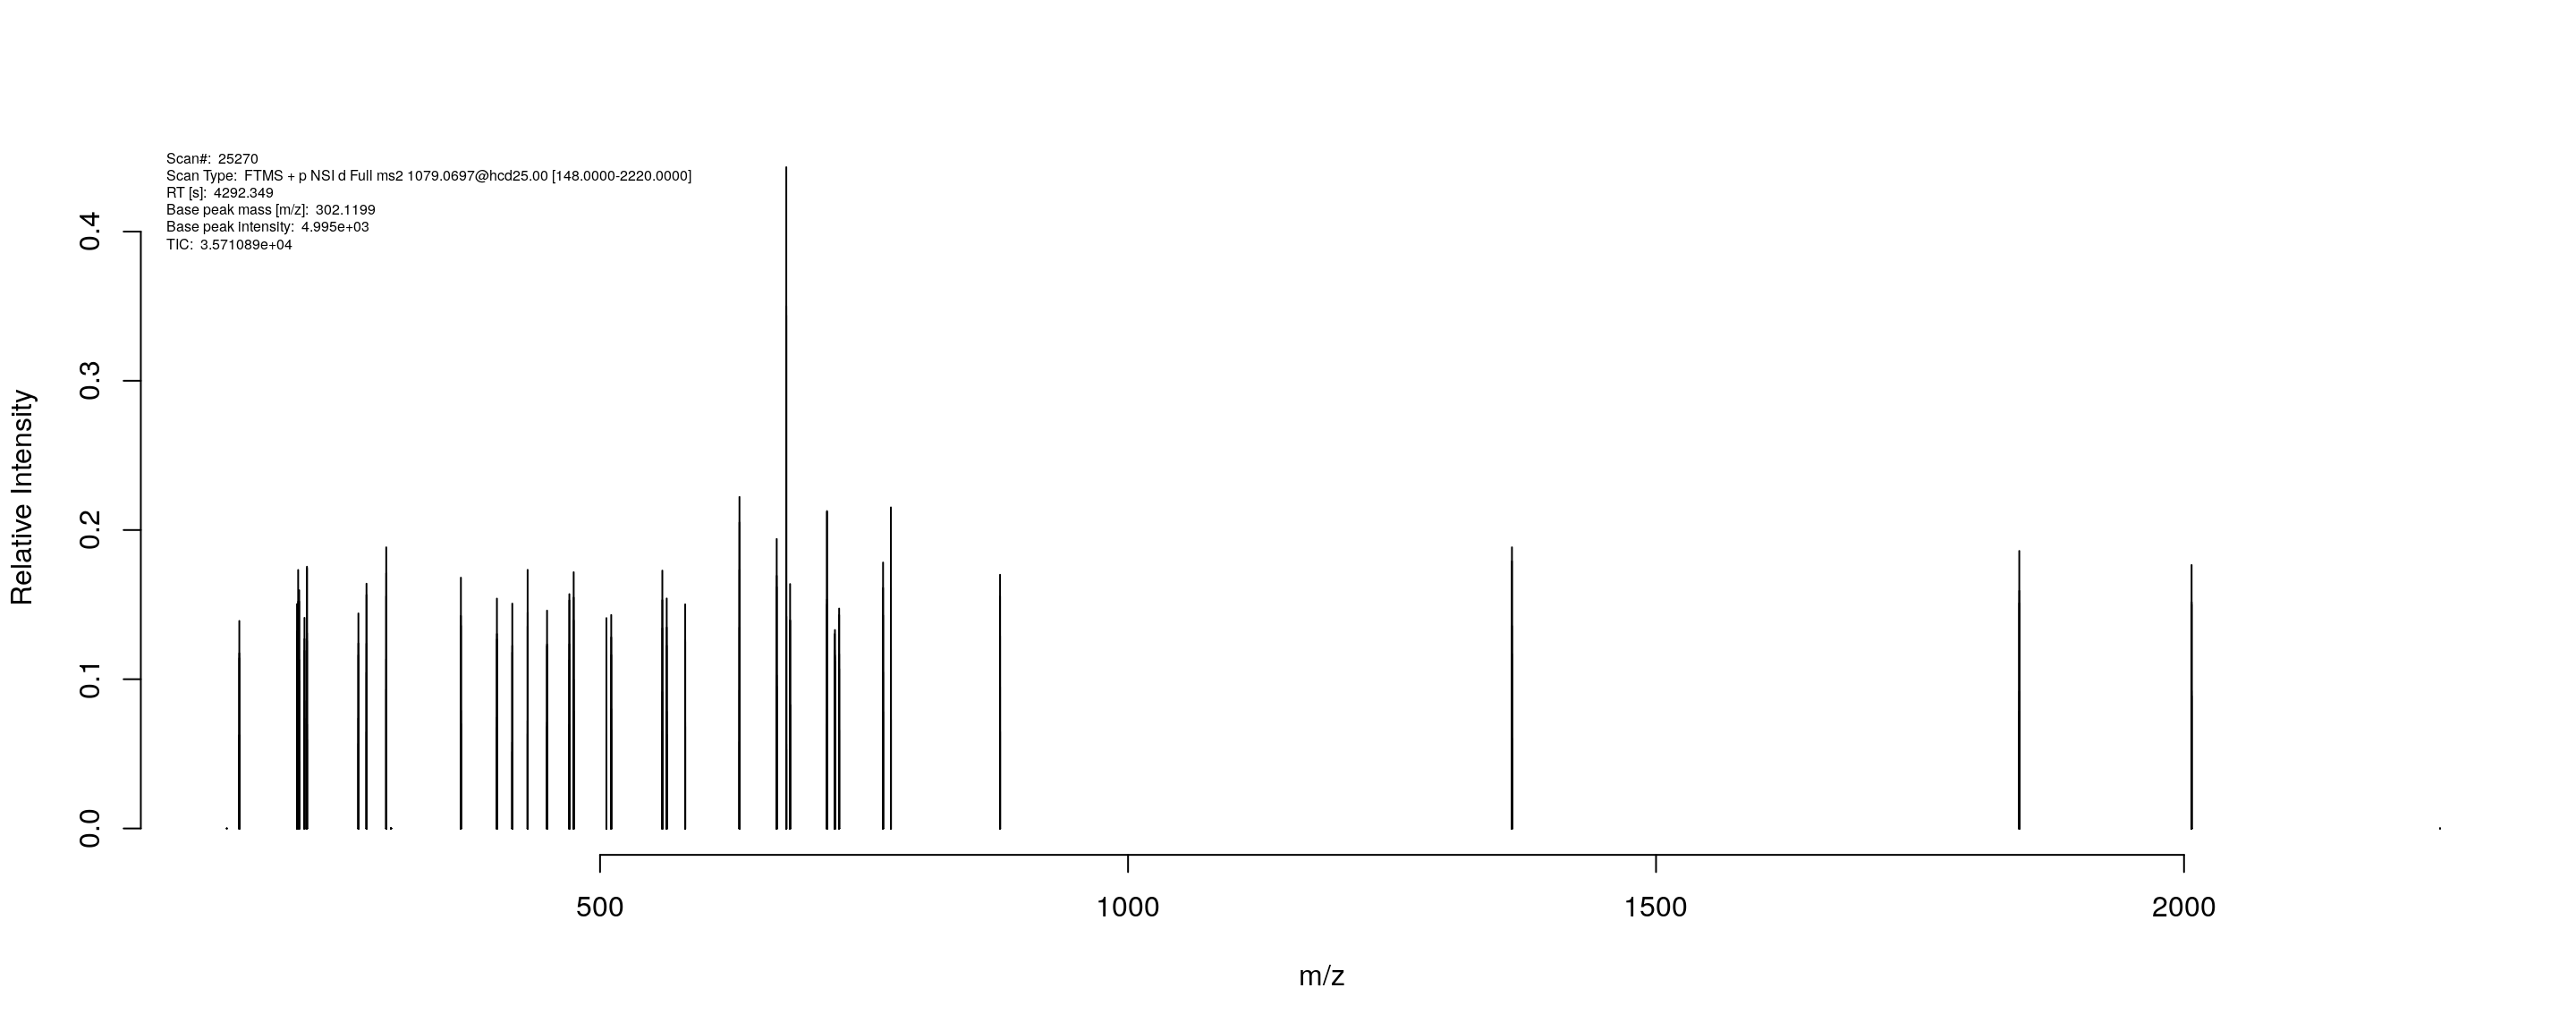 Scan#: 25270
Scan Type: FTMS + p NSI d Full ms2 1079.0697@hcd25.00 [148.0000-2220.0000]
RT [s]: 4292.349
Base peak mass [m/z]: 302.1199
Base peak intensity: 4.995e+03
TIC: 3.571089e+04
Relative Intensity
0.4
0.3
0.2
0.1
0.0
500 1000 1500 2000
m/z